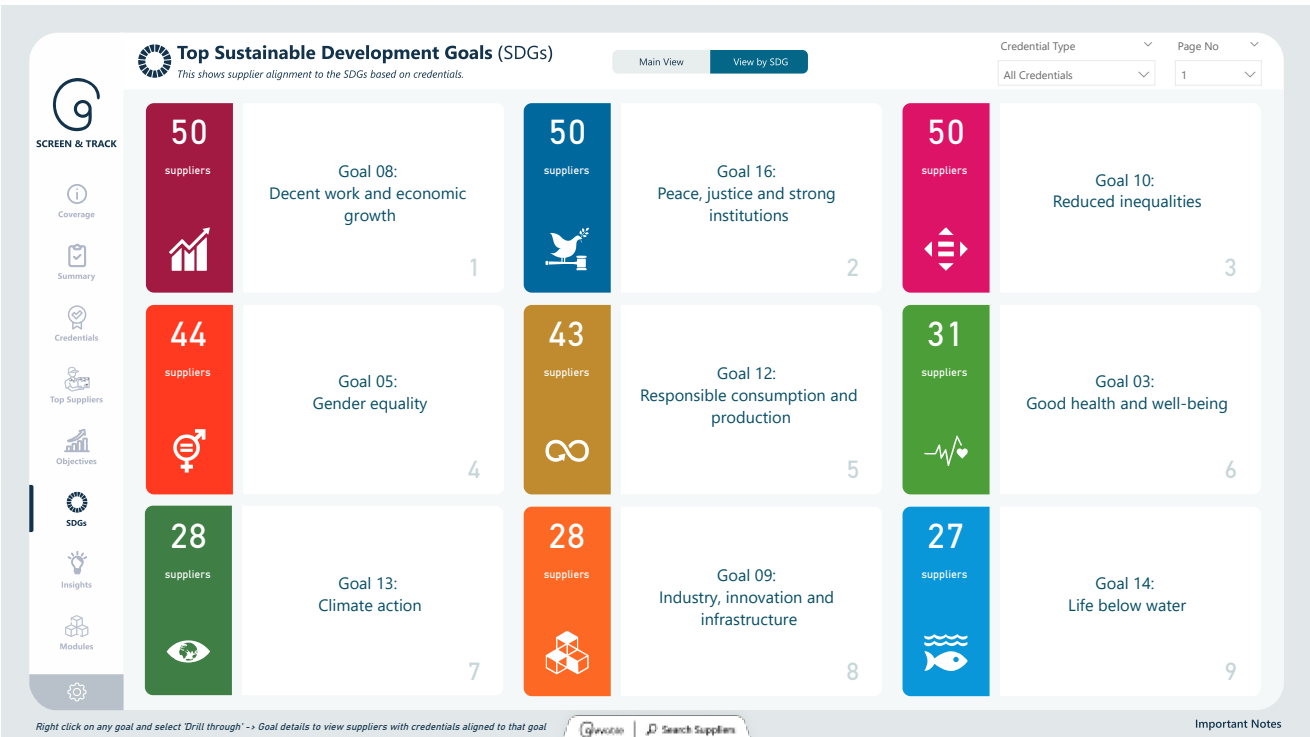 Top Sustainable Development Goals (SDGs)
This shows supplier alignment to the SDGs based on credentials.
Main View
View by SDG
Credential Type
All Credentials
Page No
1
SCREEN & TRACK
Coverage
Summary
Credentials
Top Suppliers
Objectives
SDGs
Insights
Modules
50
suppliers
Goal 08:
Decent work and economic
growth
1
50
suppliers
Goal 16:
Peace, justice and strong
institutions
2
50
suppliers
Goal 10:
Reduced inequalities
3
44
suppliers
Goal 05:
Gender equality
4
43
suppliers
Goal 12:
Responsible consumption and
production
5
31
suppliers
Goal 03:
Good health and well-being
6
28
suppliers
Goal 13:
Climate action
7
28
suppliers
Goal 09:
Industry, innovation and
infrastructure
8
27
suppliers
Goal 14:
Life below water
9
Right click on any goal and select 'Drill through' -> Goal details to view suppliers with credentials aligned to that goal
Search Suppliers
Important Notes